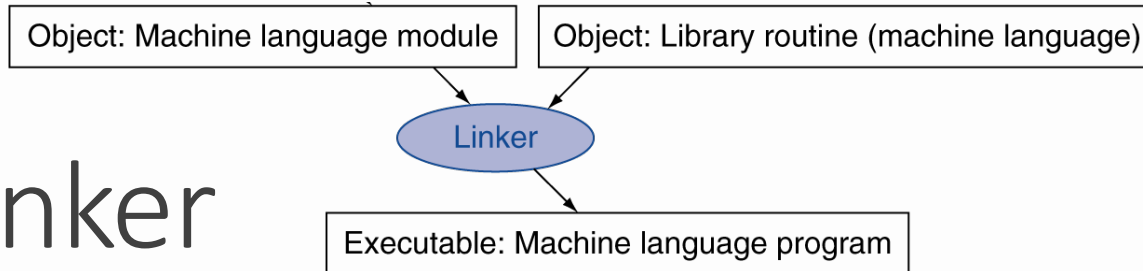 Object: Machine language module
Object: Library routine (machine language)
Linker
nker
Executable: Machine language program